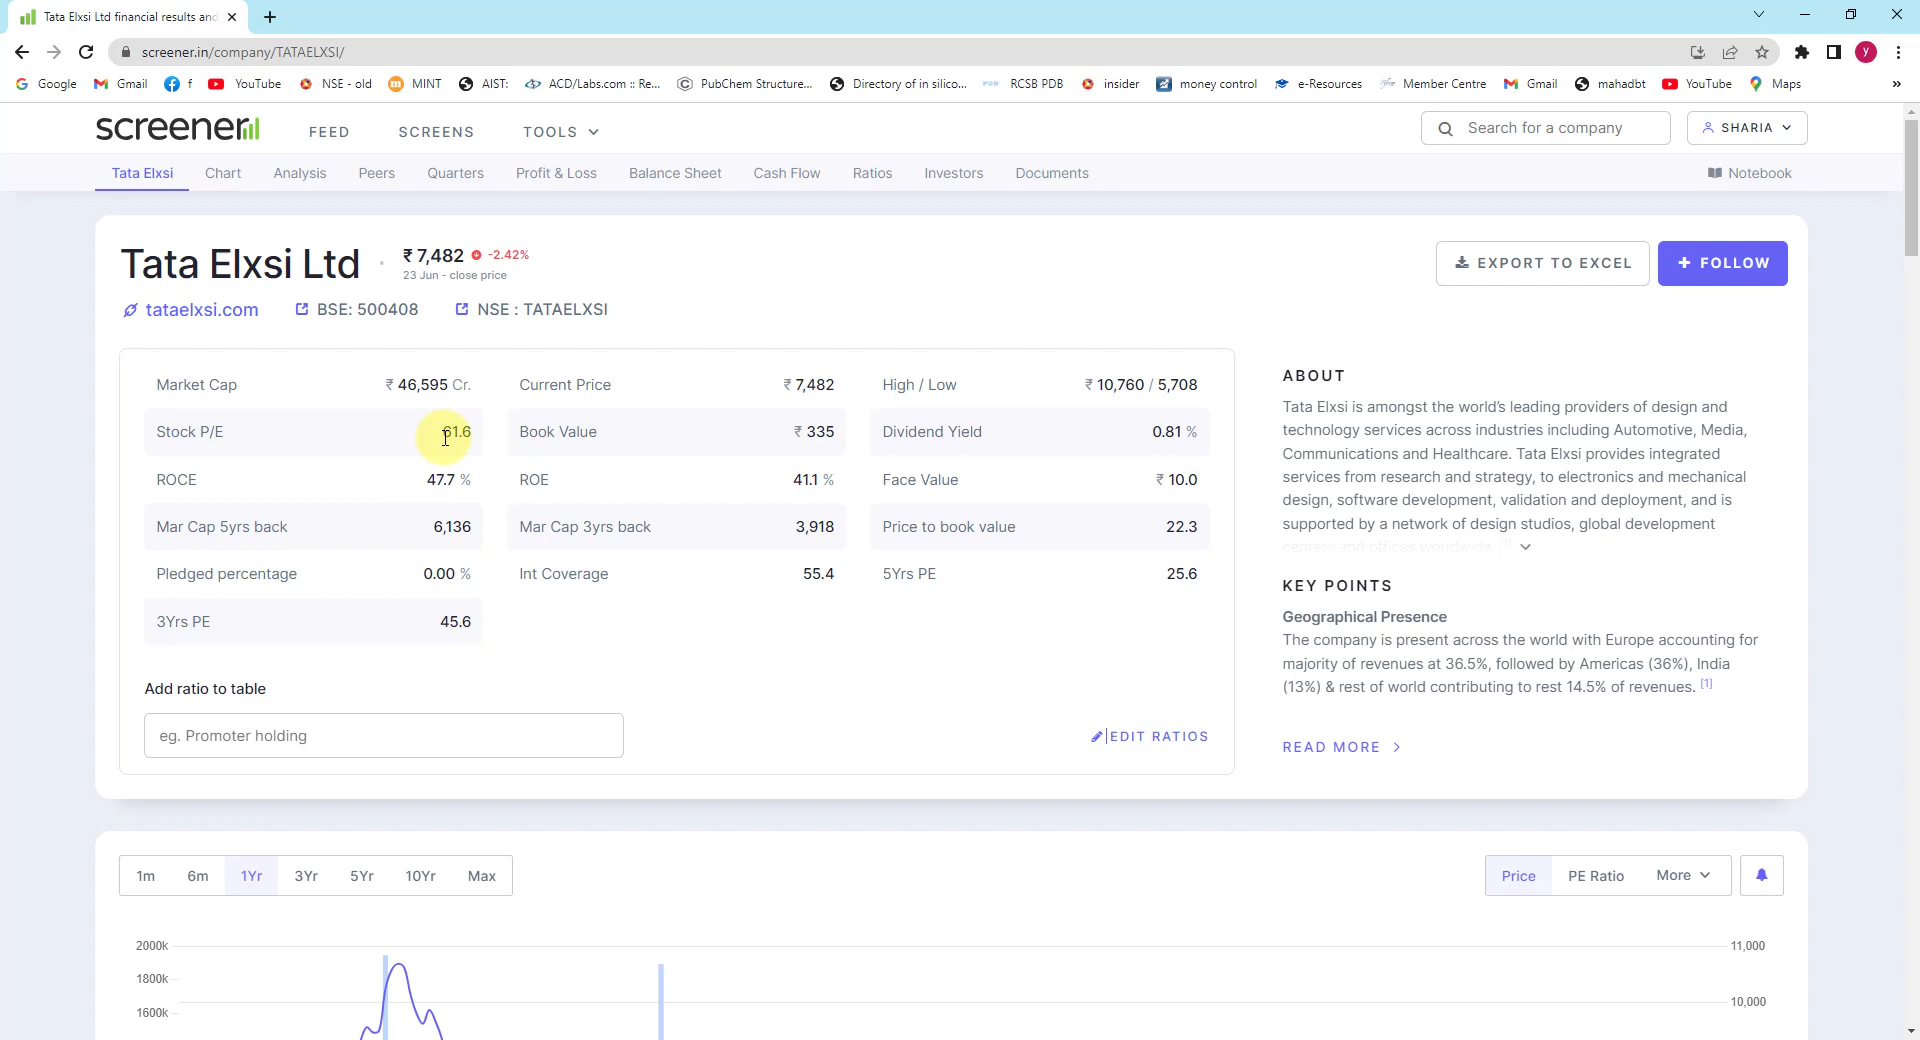 Tata Elxsi Ltd financial results and
screener.in/company/TATAELXSI/
y
Google Gmail f YouTube NSE - old MINT AIST: ACD/Labs.com :: Re... PubChem Structure... Directory of in silico... RCSB PDB insider money control e-Resources Member Centre Gmail mahadbt YouTube Maps »
screener FEED SCREENS TOOLS Search for a company SHARIA
Tata Elxsi Chart Analysis Peers Quarters Profit & Loss Balance Sheet Cash Flow Ratios Investors Documents Notebook
Tata Elxsi Ltd · ₹ 7,482 -2.42%
23 Jun - close price
EXPORT TO EXCEL + FOLLOW
tataelxsi.com BSE: 500408 NSE : TATAELXSI
Market Cap ₹ 46,595 Cr. Current Price ₹ 7,482 High / Low ₹ 10,760 / 5,708
Stock P/E 61.6 Book Value ₹ 335 Dividend Yield 0.81 %
ROCE 47.7 % ROE 41.1 % Face Value ₹ 10.0
Mar Cap 5yrs back 6,136 Mar Cap 3yrs back 3,918 Price to book value 22.3
Pledged percentage 0.00 % Int Coverage 55.4 5Yrs PE 25.6
3Yrs PE 45.6
Add ratio to table
eg. Promoter holding
EDIT RATIOS
ABOUT
Tata Elxsi is amongst the world's leading providers of design and
technology services across industries including Automotive, Media,
Communications and Healthcare. Tata Elxsi provides integrated
services from research and strategy, to electronics and mechanical
design, software development, validation and deployment, and is
supported by a network of design studios, global development
centers and offices worldwide. [1]
KEY POINTS
Geographical Presence
The company is present across the world with Europe accounting for
majority of revenues at 36.5%, followed by Americas (36%), India
(13%) & rest of world contributing to rest 14.5% of revenues. [1]
READ MORE
1m 6m 1Yr 3Yr 5Yr 10Yr Max Price PE Ratio More
2000k 11,000
1800k
10,000
1600k